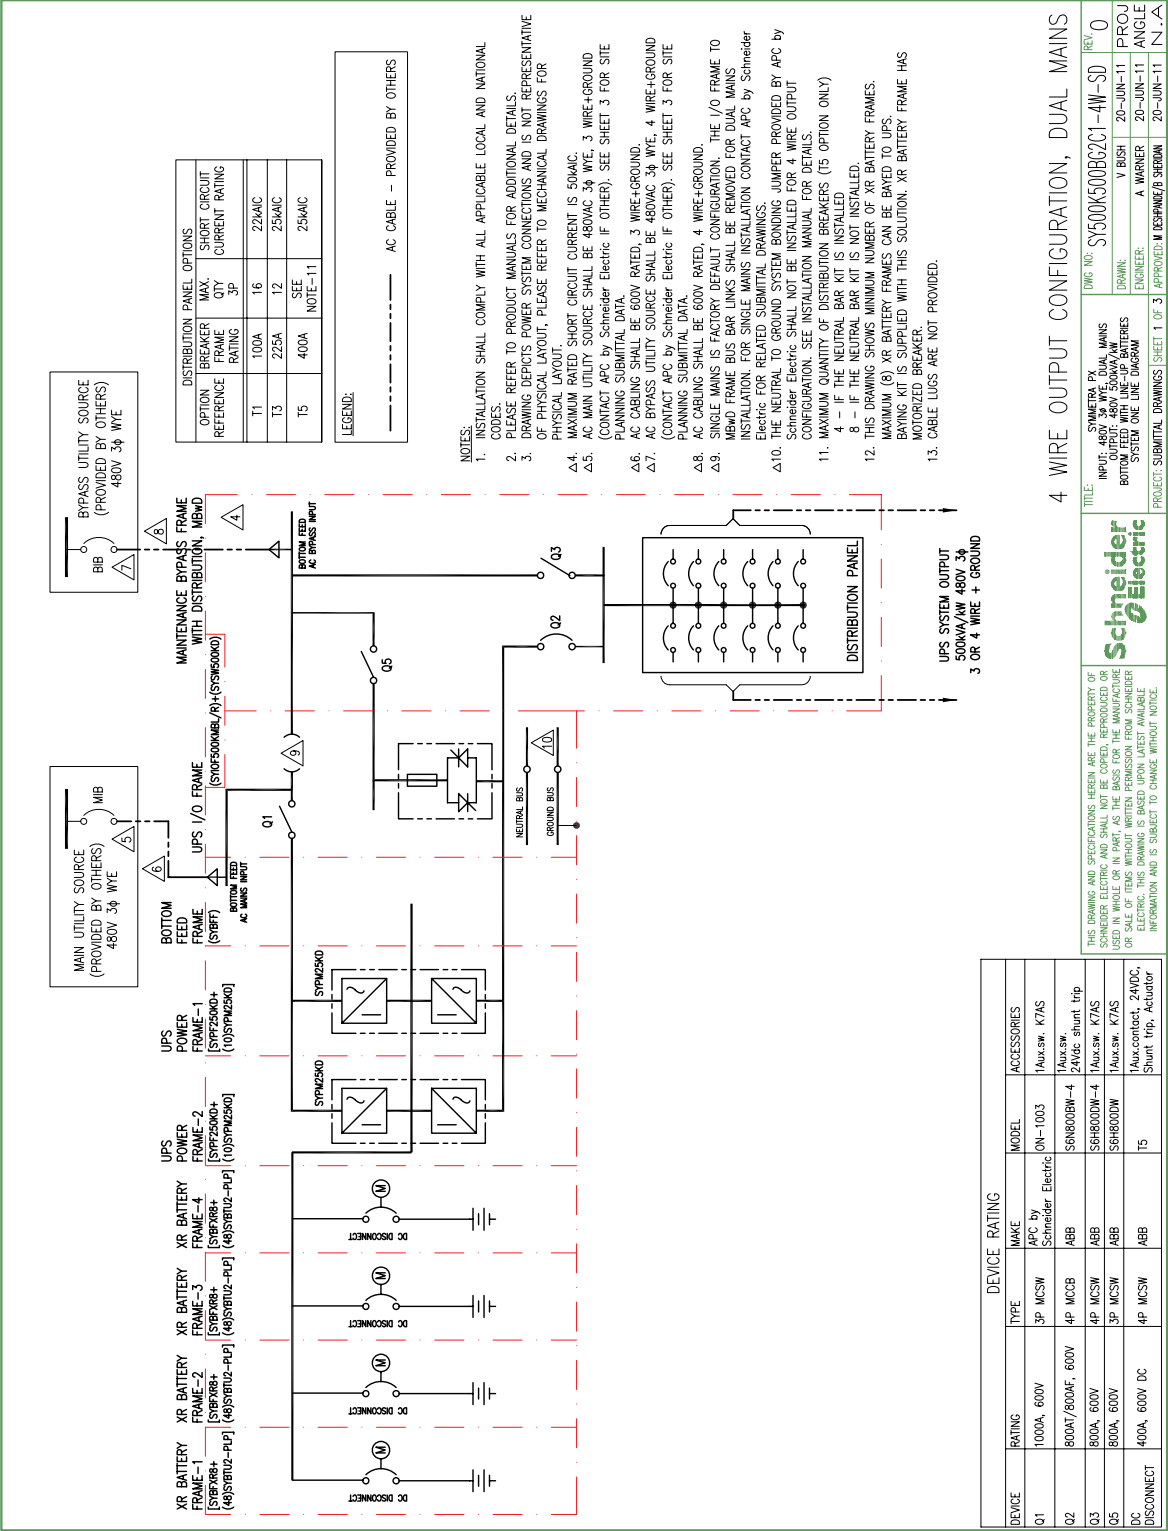 MAIN UTILITY SOURCE
(PROVIDED BY OTHERS)
480V 3ϕ WYE
MIB
5
6
BYPASS UTILITY SOURCE
(PROVIDED BY OTHERS)
480V 3ϕ WYE
BIB
7
8
XR BATTERY
FRAME-1
[SYBFXR8+
(48)SYBTU2-PLP]
XR BATTERY
FRAME-2
[SYBFXR8+
(48)SYBTU2-PLP]
XR BATTERY
FRAME-3
[SYBFXR8+
(48)SYBTU2-PLP]
XR BATTERY
FRAME-4
[SYBFXR8+
(48)SYBTU2-PLP]
UPS
POWER
FRAME-2
[SYPF250KD+
(10)SYPM25KD]
UPS
POWER
FRAME-1
[SYPF250KD+
(10)SYPM25KD]
BOTTOM
FEED
FRAME
(SYBFF)
UPS I/O FRAME
(SYIOF500KMBL/R)+(SYSW500KD)
MAINTENANCE BYPASS FRAME
WITH DISTRIBUTION, MBwD
4
BOTTOM FEED
AC MAINS INPUT
BOTTOM FEED
AC BYPASS INPUT
Q1
9
Q5
Q2
Q3
SYPM25KD
SYPM25KD
DC DISCONNECT
M
DC DISCONNECT
M
DC DISCONNECT
M
DC DISCONNECT
M
NEUTRAL BUS
GROUND BUS
10
DISTRIBUTION PANEL
UPS SYSTEM OUTPUT
500kVA/kW 480V 3ϕ
3 OR 4 WIRE + GROUND
DISTRIBUTION PANEL OPTIONS
OPTION REFERENCE BREAKER FRAME RATING MAX. QTY 3P SHORT CIRCUIT CURRENT RATING
T1 100A 16 22kAIC
T3 225A 12 25kAIC
T5 400A SEE NOTE-11 25kAIC
LEGEND:
AC CABLE - PROVIDED BY OTHERS
NOTES:
1. INSTALLATION SHALL COMPLY WITH ALL APPLICABLE LOCAL AND NATIONAL
CODES.
2. PLEASE REFER TO PRODUCT MANUALS FOR ADDITIONAL DETAILS.
3. DRAWING DEPICTS POWER SYSTEM CONNECTIONS AND IS NOT REPRESENTATIVE
OF PHYSICAL LAYOUT, PLEASE REFER TO MECHANICAL DRAWINGS FOR
PHYSICAL LAYOUT.
△4. MAXIMUM RATED SHORT CIRCUIT CURRENT IS 50kAIC.
△5. AC MAIN UTILITY SOURCE SHALL BE 480VAC 3ϕ WYE, 3 WIRE+GROUND
(CONTACT APC by Schneider Electric IF OTHER). SEE SHEET 3 FOR SITE
PLANNING SUBMITTAL DATA.
△6. AC CABLING SHALL BE 600V RATED, 3 WIRE+GROUND.
△7. AC BYPASS UTILITY SOURCE SHALL BE 480VAC 3ϕ WYE, 4 WIRE+GROUND
(CONTACT APC by Schneider Electric IF OTHER). SEE SHEET 3 FOR SITE
PLANNING SUBMITTAL DATA.
△8. AC CABLING SHALL BE 600V RATED, 4 WIRE+GROUND.
△9. SINGLE MAINS IS FACTORY DEFAULT CONFIGURATION. THE I/O FRAME TO
MBwD FRAME BUS BAR LINKS SHALL BE REMOVED FOR DUAL MAINS
INSTALLATION. FOR SINGLE MAINS INSTALLATION CONTACT APC by Schneider
Electric FOR RELATED SUBMITTAL DRAWINGS.
△10. THE NEUTRAL TO GROUND SYSTEM BONDING JUMPER PROVIDED BY APC by
Schneider Electric SHALL NOT BE INSTALLED FOR 4 WIRE OUTPUT
CONFIGURATION. SEE INSTALLATION MANUAL FOR DETAILS.
11. MAXIMUM QUANTITY OF DISTRIBUTION BREAKERS (T5 OPTION ONLY)
4 - IF THE NEUTRAL BAR KIT IS INSTALLED
8 - IF THE NEUTRAL BAR KIT IS NOT INSTALLED.
12. THIS DRAWING SHOWS MINIMUM NUMBER OF XR BATTERY FRAMES.
MAXIMUM (8) XR BATTERY FRAMES CAN BE BAYED TO UPS.
BAYING KIT IS SUPPLIED WITH THIS SOLUTION. XR BATTERY FRAME HAS
MOTORIZED BREAKER.
13. CABLE LUGS ARE NOT PROVIDED.
4 WIRE OUTPUT CONFIGURATION, DUAL MAINS
DEVICE RATING
DEVICE RATING TYPE MAKE MODEL ACCESSORIES
Q1 1000A, 600V 3P MCSW APC by Schneider Electric ON-1003 1Aux.sw. K7AS
Q2 800AT/800AF, 600V 4P MCCB ABB S6N800BW-4 1Aux.sw. 24Vdc shunt trip
Q3 800A, 600V 4P MCSW ABB S6H800DW-4 1Aux.sw. K7AS
Q5 800A, 600V 3P MCSW ABB S6H800DW 1Aux.sw. K7AS
DC DISCONNECT 400A, 600V DC 4P MCSW ABB T5 1Aux.contact, 24VDC, Shunt trip, Actuator
THIS DRAWING AND SPECIFICATIONS HEREIN ARE THE PROPERTY OF
SCHNEIDER ELECTRIC AND SHALL NOT BE COPIED, REPRODUCED OR
USED IN WHOLE OR IN PART, AS THE BASIS FOR THE MANUFACTURE
OR SALE OF ITEMS WITHOUT WRITTEN PERMISSION FROM SCHNEIDER
ELECTRIC. THIS DRAWING IS BASED UPON LATEST AVAILABLE
INFORMATION AND IS SUBJECT TO CHANGE WITHOUT NOTICE.
Schneider
Electric
TITLE: SYMMETRA PX
INPUT: 480V 3ϕ WYE, DUAL MAINS
OUTPUT: 480V 500kVA/kW
BOTTOM FEED WITH LINE-UP BATTERIES
SYSTEM ONE LINE DIAGRAM
PROJECT: SUBMITTAL DRAWINGS SHEET 1 OF 3
DWG NO: SY500K500BG2C1-4W-SD REV: 0
DRAWN: V BUSH 20-JUN-11
ENGINEER: A WARNER 20-JUN-11
APPROVED: M DESHPANDE/B SHERIDAN 20-JUN-11
PROJ
ANGLE
N.A